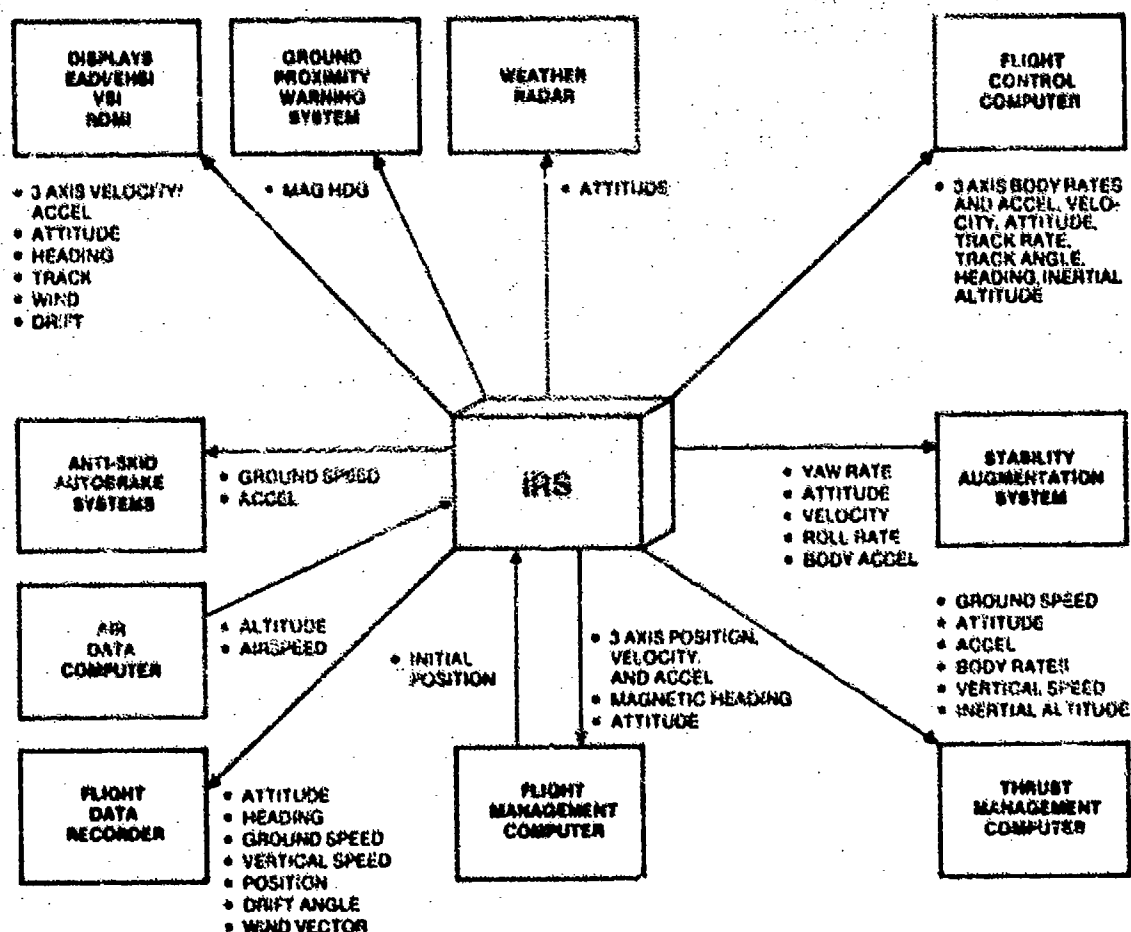 DISPLAYS
EADI/EHSI
VSI
RDMI
GROUND
PROXIMITY
WARNING
SYSTEM
WEATHER
RADAR
FLIGHT
CONTROL
COMPUTER
• 3 AXIS VELOCITY/
ACCEL
• ATTITUDE
• HEADING
• TRACK
• WIND
• DRIFT
• MAG HDG
• ATTITUDE
• 3 AXIS BODY RATES
AND ACCEL, VELO-
CITY, ATTITUDE,
TRACK RATE,
TRACK ANGLE,
HEADING, INERTIAL
ALTITUDE
ANTI-SKID
AUTOBRAKE
SYSTEMS
• GROUND SPEED
• ACCEL
IRS
• YAW RATE
• ATTITUDE
• VELOCITY
• ROLL RATE
• BODY ACCEL
STABILITY
AUGMENTATION
SYSTEM
AIR
DATA
COMPUTER
• ALTITUDE
• AIRSPEED
• INITIAL
POSITION
• 3 AXIS POSITION,
VELOCITY,
AND ACCEL
• MAGNETIC HEADING
• ATTITUDE
• GROUND SPEED
• ATTITUDE
• ACCEL
• BODY RATES
• VERTICAL SPEED
• INERTIAL ALTITUDE
FLIGHT
DATA
RECORDER
• ATTITUDE
• HEADING
• GROUND SPEED
• VERTICAL SPEED
• POSITION
• DRIFT ANGLE
• WIND VECTOR
FLIGHT
MANAGEMENT
COMPUTER
THRUST
MANAGEMENT
COMPUTER